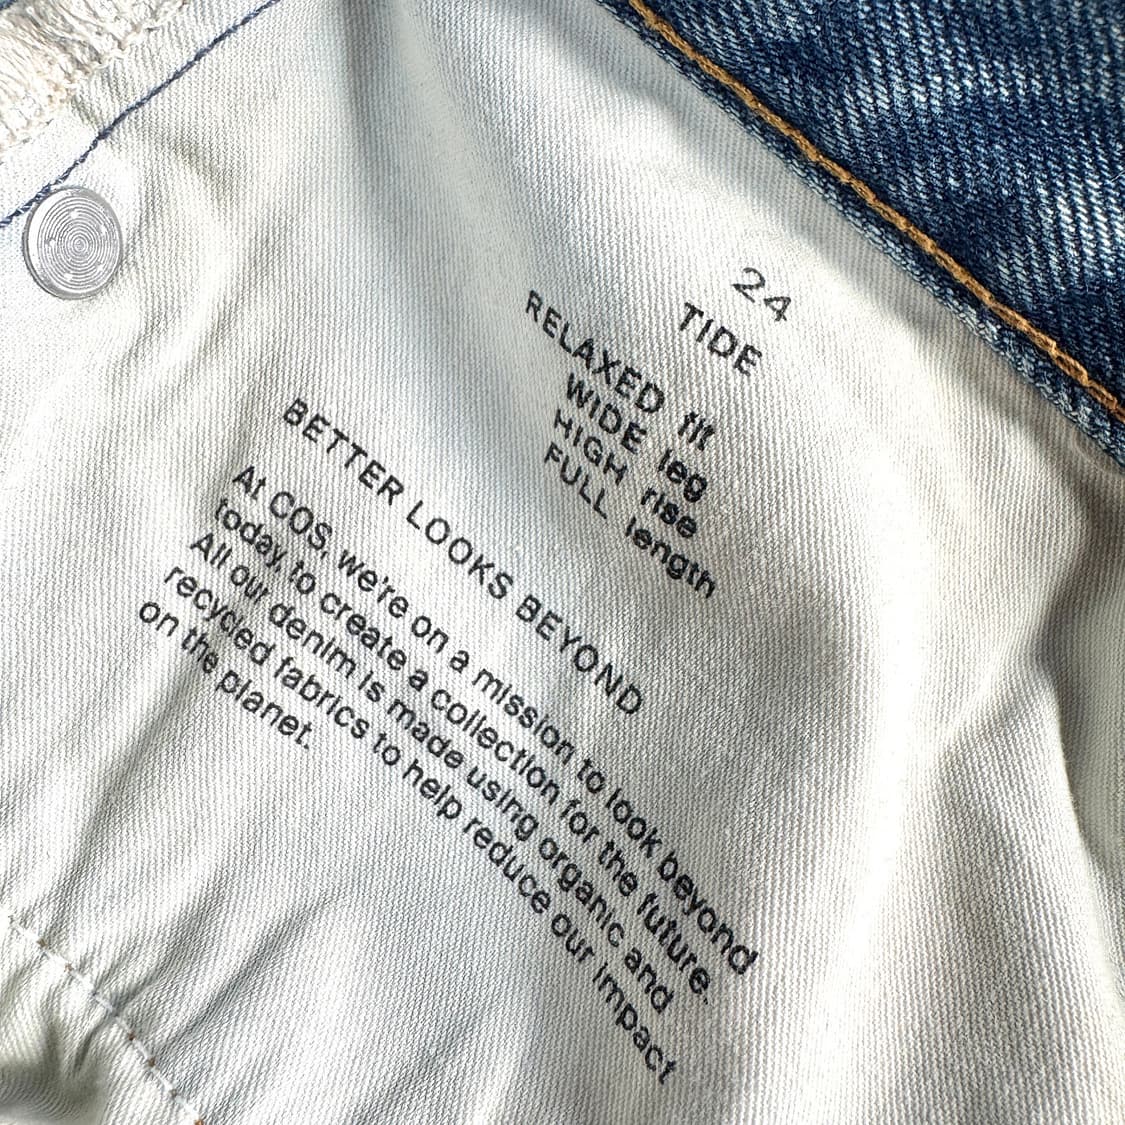 24
TIDE
RELAXED fit
WIDE leg
HIGH rise
FULL length
BETTER LOOKS BEYOND
At COS, we're on a mission to look beyond
today, to create a collection for the future.
All our denim is made using organic and
recycled fabrics to help reduce our impact
on the planet.